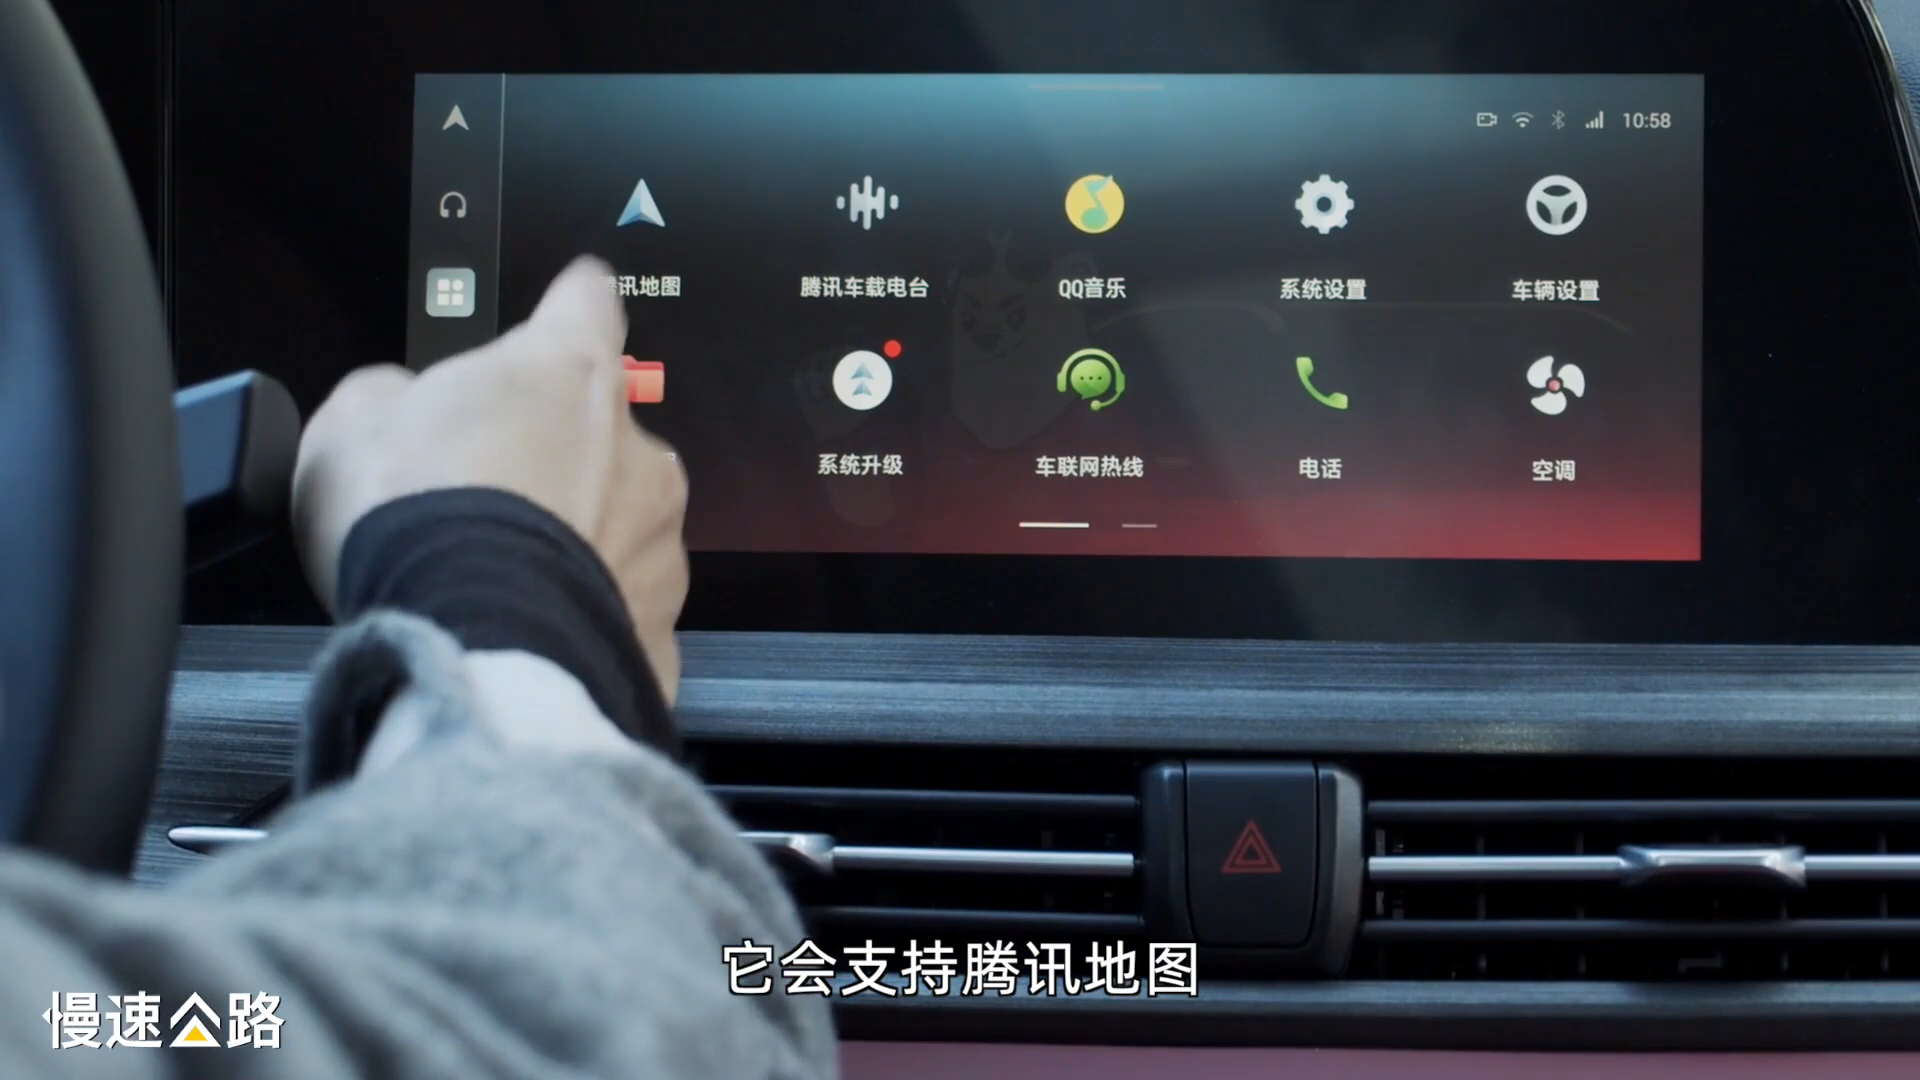 10:58
讯地图
腾讯车载电台
QQ音乐
系统设置
车辆设置
系统升级
车联网热线
电话
空调
它会支持腾讯地图
慢速公路